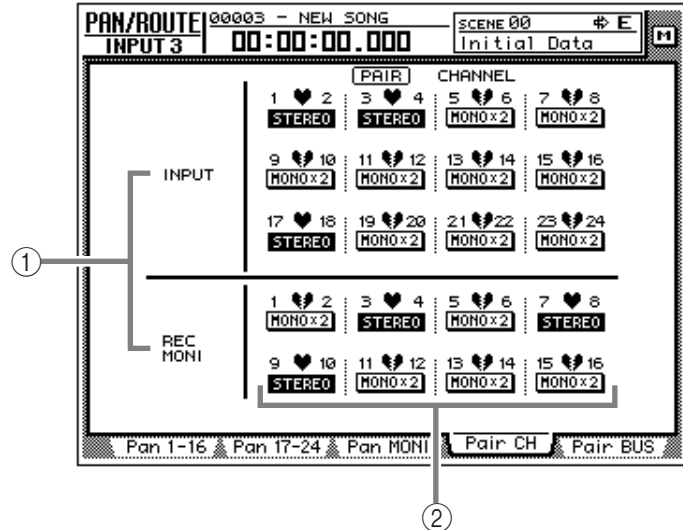 PAN/ROUTE 00003 - NEW SONG SCENE 00 E M
INPUT 3 00:00:00.000 Initial Data
PAIR CHANNEL
1 ♥ 2 3 ♥ 4 5 6 7 8
STEREO STEREO MONO×2 MONO×2
9 10 11 12 13 14 15 16
INPUT MONO×2 MONO×2 MONO×2 MONO×2
17 ♥ 18 19 20 21 22 23 24
STEREO MONO×2 MONO×2 MONO×2
①
1 2 3 ♥ 4 5 6 7 ♥ 8
MONO×2 STEREO MONO×2 STEREO
REC
MONI
9 ♥ 10 11 12 13 14 15 16
STEREO MONO×2 MONO×2 MONO×2
Pan 1-16 Pan 17-24 Pan MONI Pair CH Pair BUS
②